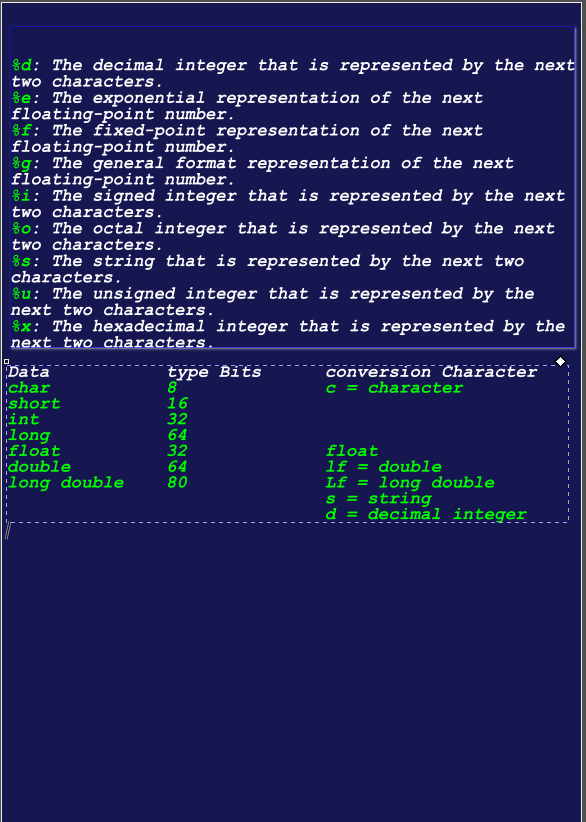 %d: The decimal integer that is represented by the next
two characters.
%e: The exponential representation of the next
floating-point number.
%f: The fixed-point representation of the next
floating-point number.
%g: The general format representation of the next
floating-point number.
%i: The signed integer that is represented by the next
two characters.
%o: The octal integer that is represented by the next
two characters.
%s: The string that is represented by the next two
characters.
%u: The unsigned integer that is represented by the
next two characters.
%x: The hexadecimal integer that is represented by the
next two characters.
Data type Bits conversion Character
char 8 c = character
short 16
int 32
long 64
float 32 float
double 64 lf = double
long double 80 Lf = long double
s = string
d = decimal integer